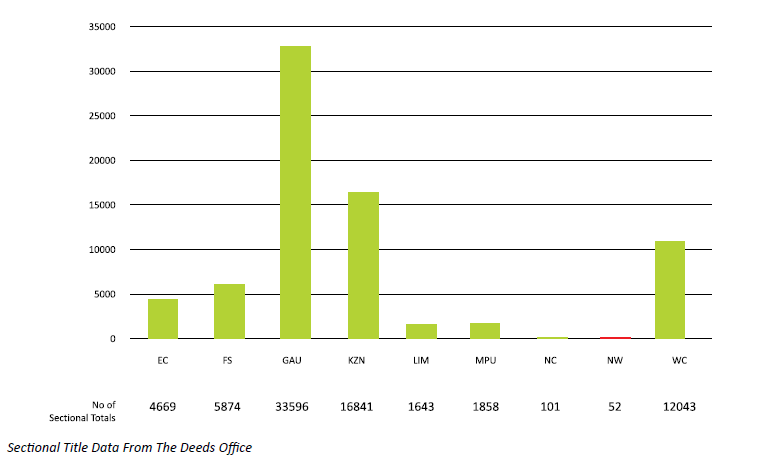 35000
30000
25000
20000
15000
10000
5000
0
EC FS GAU KZN LIM MPU NC NW WC
No of
Sectional Totals 4669 5874 33596 16841 1643 1858 101 52 12043
Sectional Title Data From The Deeds Office